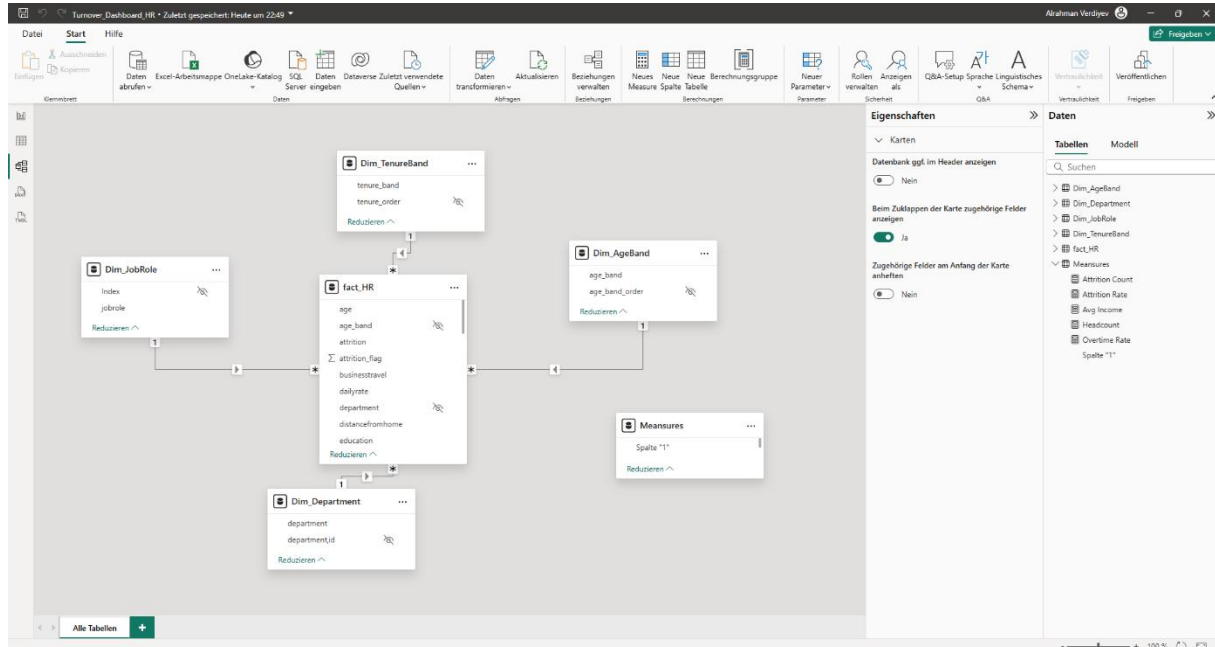 Turnover_Dashboard_HR • Zuletzt gespeichert: Heute um 22:49
Alrahman Verdiyev
Datei Start Hilfe
Freigeben
Einfügen
Ausschneiden
Kopieren
Daten abrufen
Excel-Arbeitsmappe
OneLake-Katalog
SQL Server
Daten eingeben
Dataverse
Zuletzt verwendete Quellen
Daten transformieren
Aktualisieren
Beziehungen verwalten
Neues Measure
Neue Spalte
Neue Tabelle
Berechnungsgruppe
Neuer Parameter
Rollen verwalten
Anzeigen als
Q&A-Setup
Sprache
Linguistisches Schema
Vertraulichkeit
Veröffentlichen
Klemmbrett
Daten
Abfragen
Beziehungen
Berechnungen
Parameter
Sicherheit
Q&A
Vertraulichkeit
Freigeben
Dim_TenureBand
tenure_band
tenure_order
Reduzieren
1
*
Dim_JobRole
Index
jobrole
Reduzieren
1
*
fact_HR
age
age_band
attrition
attrition_flag
businesstravel
dailyrate
department
distancefromhome
education
Reduzieren
*
1
Dim_AgeBand
age_band
age_band_order
Reduzieren
1
*
Meansures
Spalte "1"
Reduzieren
Dim_Department
department
department,id
Reduzieren
Alle Tabellen
+
Eigenschaften
Karten
Datenbank ggf. im Header anzeigen
Nein
Beim Zuklappen der Karte zugehörige Felder
anzeigen
Ja
Zugehörige Felder am Anfang der Karte
anheften
Nein
Daten
Tabellen Modell
Suchen
Dim_AgeBand
Dim_Department
Dim_JobRole
Dim_TenureBand
fact_HR
Meansures
Attrition Count
Attrition Rate
Avg Income
Headcount
Overtime Rate
Spalte "1"
100 %